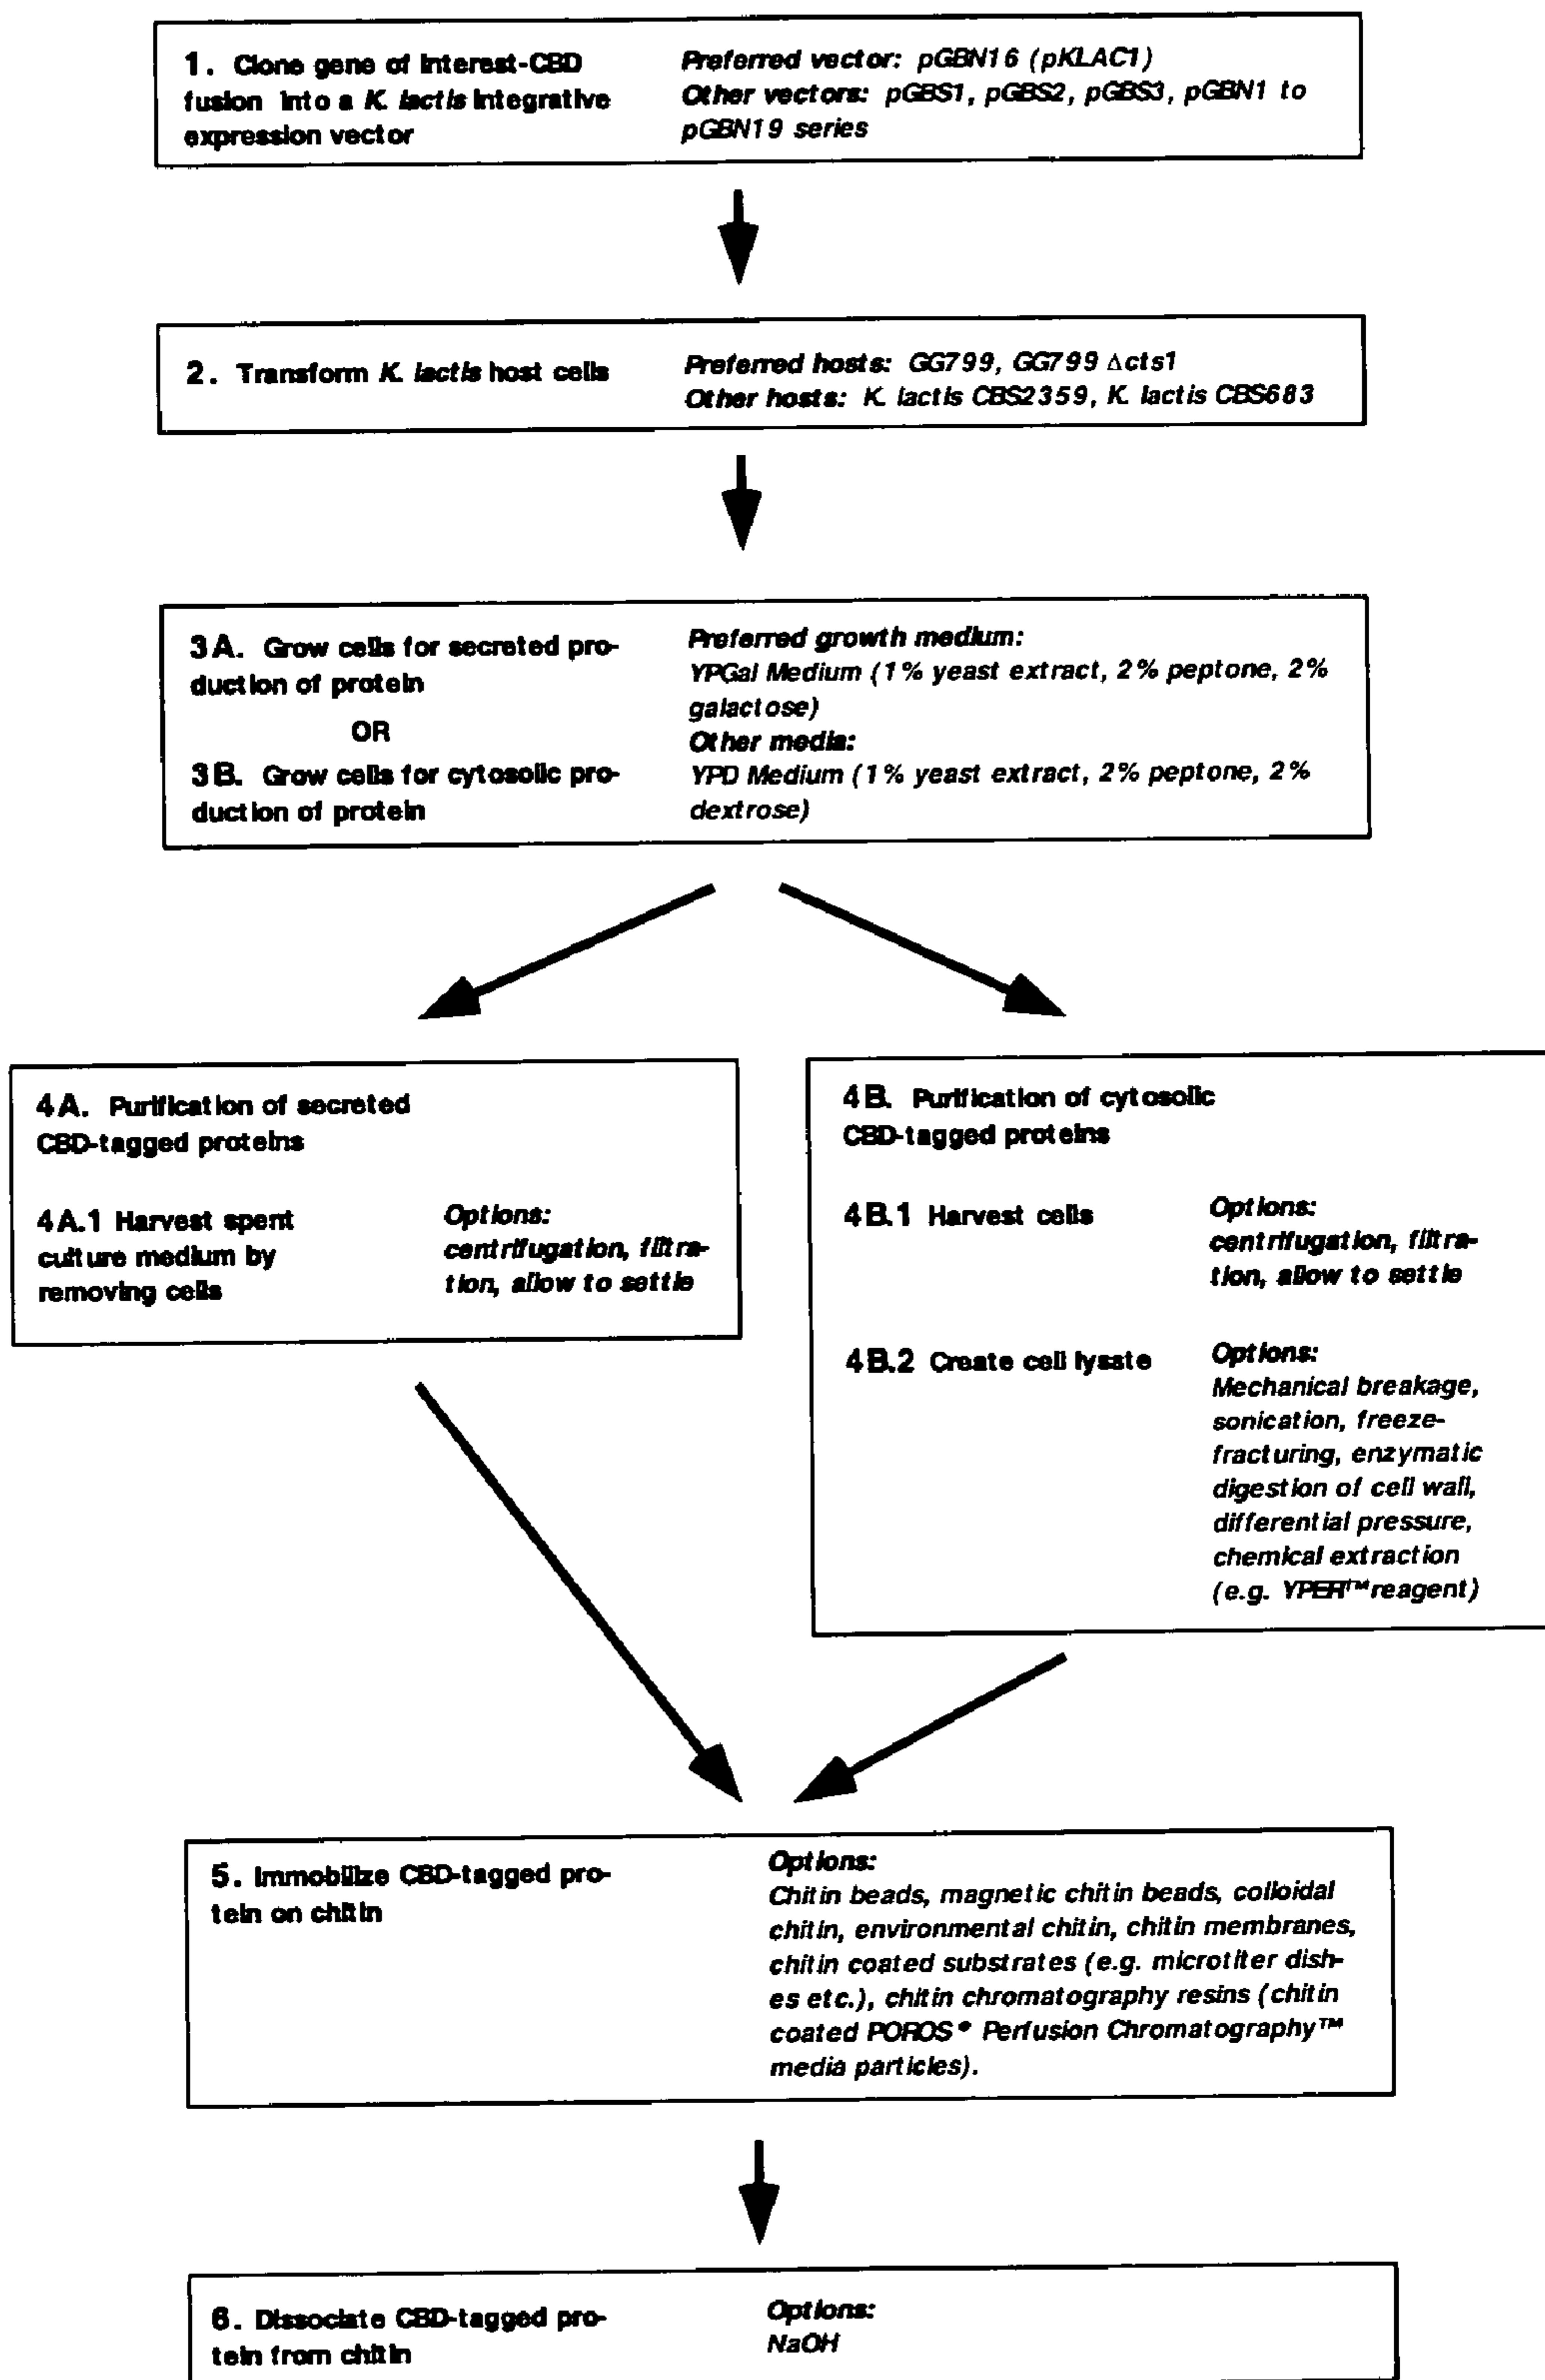 1. Clone gene of interest-CBD
fusion into a K. lactis integrative
expression vector
Preferred vector: pGBN16 (pKLAC1)
Other vectors: pGBS1, pGBS2, pGBS3, pGBN1 to
pGBN19 series
2. Transform K. lactis host cells
Preferred hosts: GG799, GG799 Δcts1
Other hosts: K. lactis CBS2359, K. lactis CBS683
3A. Grow cells for secreted pro-
duction of protein
OR
3B. Grow cells for cytosolic pro-
duction of protein
Preferred growth medium:
YPGal Medium (1% yeast extract, 2% peptone, 2%
galactose)
Other media:
YPD Medium (1% yeast extract, 2% peptone, 2%
dextrose)
4A. Purification of secreted
CBD-tagged proteins
4A.1 Harvest spent
culture medium by
removing cells
Options:
centrifugation, filtra-
tion, allow to settle
4B. Purification of cytosolic
CBD-tagged proteins
4B.1 Harvest cells
Options:
centrifugation, filtra-
tion, allow to settle
4B.2 Create cell lysate
Options:
Mechanical breakage,
sonication, freeze-
fracturing, enzymatic
digestion of cell wall,
differential pressure,
chemical extraction
(e.g. YPER™ reagent)
5. Immobilize CBD-tagged pro-
tein on chitin
Options:
Chitin beads, magnetic chitin beads, colloidal
chitin, environmental chitin, chitin membranes,
chitin coated substrates (e.g. microtiter dish-
es etc.), chitin chromatography resins (chitin
coated POROS® Perfusion Chromatography™
media particles).
6. Dissociate CBD-tagged pro-
tein from chitin
Options:
NaOH